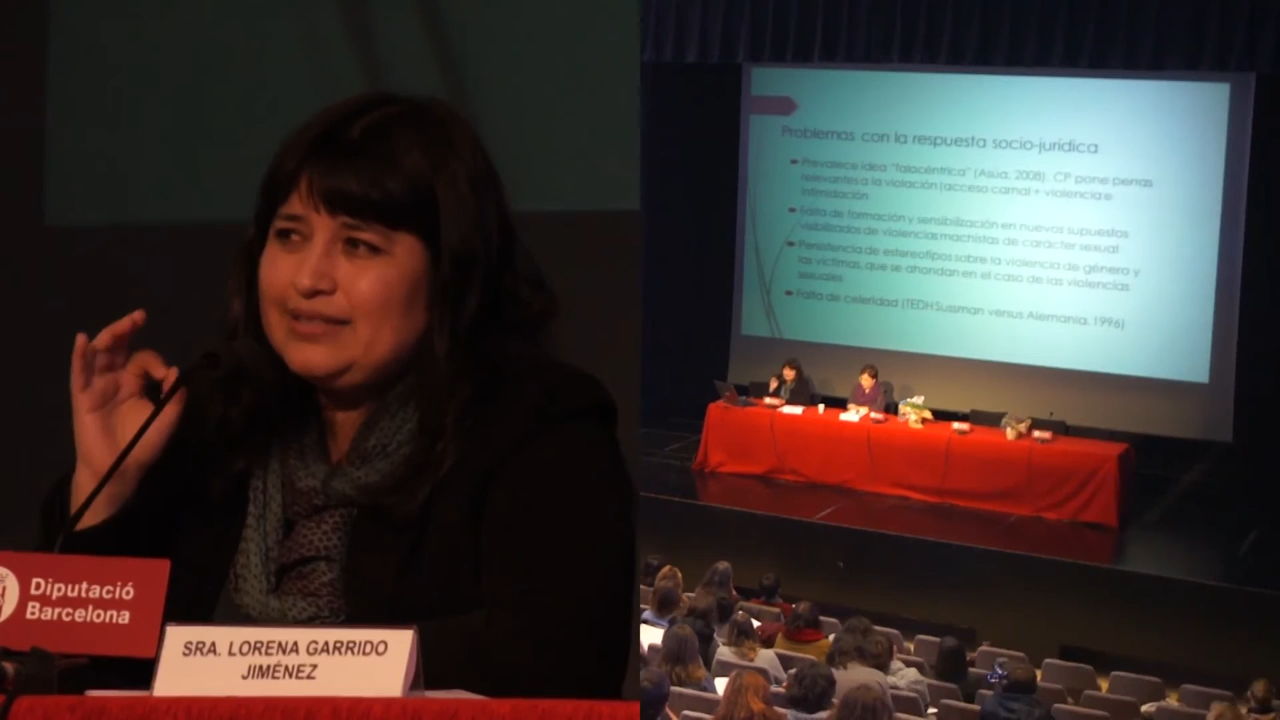 Diputació
Barcelona
SRA. LORENA GARRIDO
JIMÉNEZ
Problemas con la respuesta socio-jurídica
Prevalece idea "falacéntrica" (Asúa, 2008). CP pone penas
relevantes a la violación (acceso carnal + violencia e
intimidación
Falta de formación y sensibilización en nuevos supuestos
visibilizados de violencias machistas de carácter sexual
Persistencia de estereotipos sobre la violencia de género y
las víctimas, que se ahondan en el caso de las violencias
sexuales
Falta de celeridad (TEDH Sussman versus Alemania, 1996)